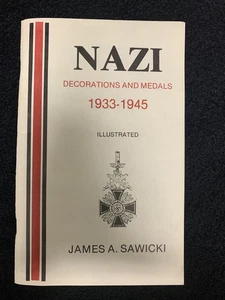 NAZI
DECORATIONS AND MEDALS
1933-1945
ILLUSTRATED
JAMES A. SAWICKI